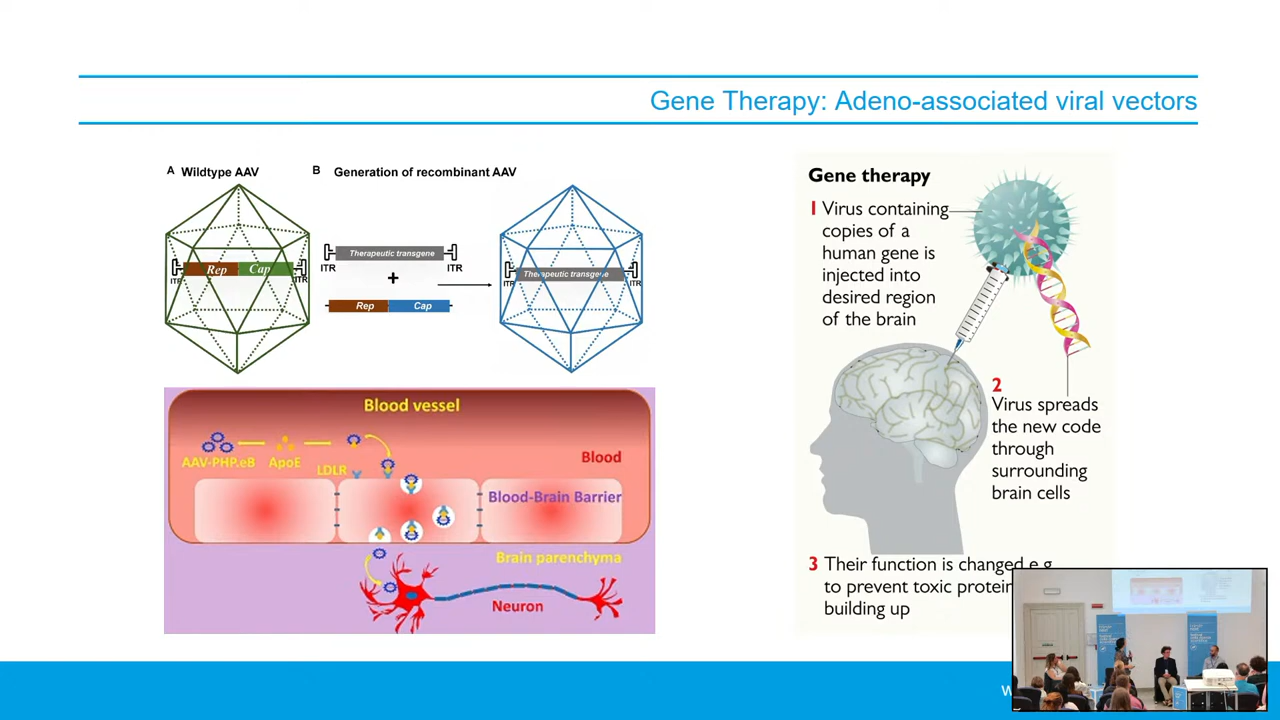 Gene Therapy: Adeno-associated viral vectors
A Wildtype AAV
Rep Cap
ITR ITR
B Generation of recombinant AAV
Therapeutic transgene
ITR ITR
+
Rep Cap
Therapeutic transgene
ITR ITR
Blood vessel
AAV-PHP.eB ApoE LDLR
Blood
Blood-Brain Barrier
Brain parenchyma
Neuron
Gene therapy
1 Virus containing
copies of a
human gene is
injected into
desired region
of the brain
2
Virus spreads
the new code
through
surrounding
brain cells
3 Their function is changed e.g.
to prevent toxic protein
building up